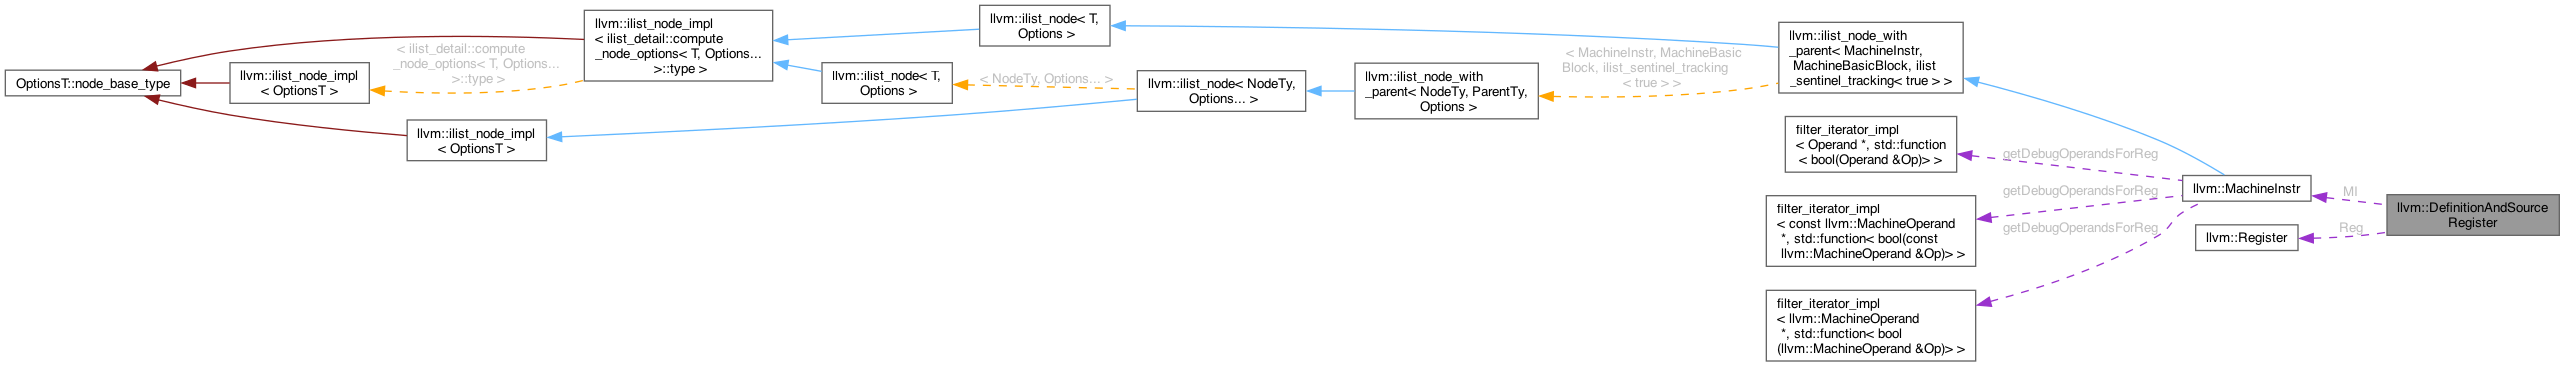 OptionsT::node_base_type
< ilist_detail::compute
_node_options< T, Options...
>::type >
llvm::ilist_node_impl
< OptionsT >
llvm::ilist_node_impl
< OptionsT >
llvm::ilist_node_impl
< ilist_detail::compute
_node_options< T, Options...
>::type >
llvm::ilist_node< T,
Options >
llvm::ilist_node< T,
Options >
< NodeTy, Options... >
llvm::ilist_node< NodeTy,
Options... >
llvm::ilist_node_with
_parent< NodeTy, ParentTy,
Options >
< MachineInstr, MachineBasic
Block, ilist_sentinel_tracking
< true > >
llvm::ilist_node_with
_parent< MachineInstr,
MachineBasicBlock, ilist
_sentinel_tracking< true > >
filter_iterator_impl
< Operand *, std::function
< bool(Operand &Op)> >
filter_iterator_impl
< const llvm::MachineOperand
*, std::function< bool(const
llvm::MachineOperand &Op)> >
filter_iterator_impl
< llvm::MachineOperand
*, std::function< bool
(llvm::MachineOperand &Op)> >
getDebugOperandsForReg
getDebugOperandsForReg
getDebugOperandsForReg
llvm::MachineInstr
llvm::Register
MI
Reg
llvm::DefinitionAndSource
Register